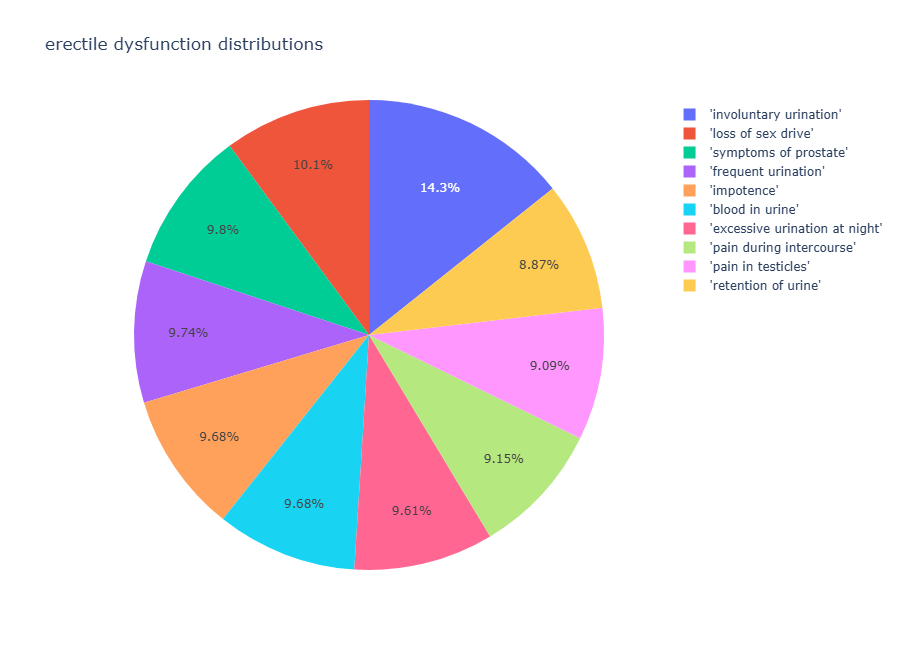 erectile dysfunction distributions
'involuntary urination'
'loss of sex drive'
'symptoms of prostate'
'frequent urination'
'impotence'
'blood in urine'
'excessive urination at night'
'pain during intercourse'
'pain in testicles'
'retention of urine'
10.1%
14.3%
9.8%
8.87%
9.74%
9.09%
9.68%
9.15%
9.68%
9.61%